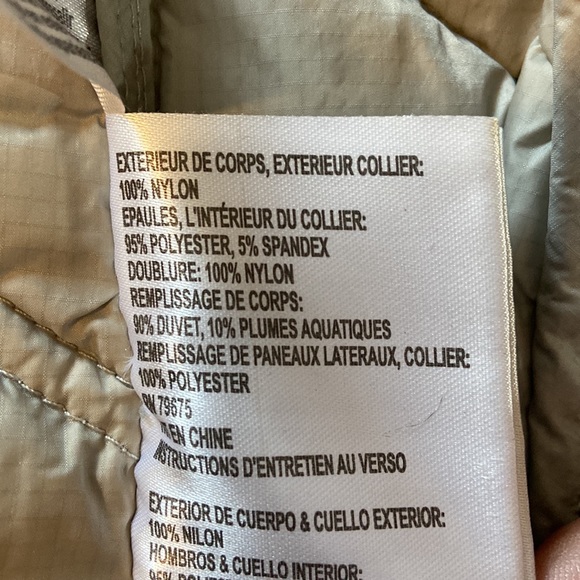 EXTERIEUR DE CORPS, EXTERIEUR COLLIER:
100% NYLON
EPAULES, L'INTÉRIEUR DU COLLIER:
95% POLYESTER, 5% SPANDEX
DOUBLURE: 100% NYLON
REMPLISSAGE DE CORPS:
90% DUVET, 10% PLUMES AQUATIQUES
REMPLISSAGE DE PANEAUX LATERAUX, COLLIER:
100% POLYESTER
RN 79675
EN CHINE
INSTRUCTIONS D'ENTRETIEN AU VERSO
EXTERIOR DE CUERPO & CUELLO EXTERIOR:
100% NILON
HOMBROS & CUELLO INTERIOR: